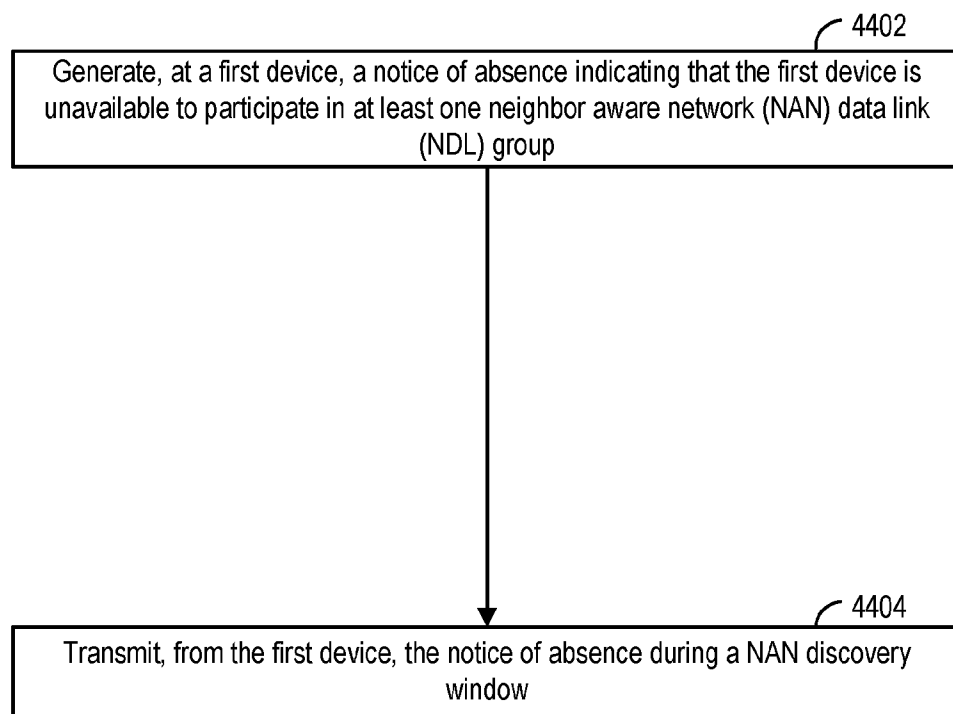 4402
Generate, at a first device, a notice of absence indicating that the first device is
unavailable to participate in at least one neighbor aware network (NAN) data link
(NDL) group
4404
Transmit, from the first device, the notice of absence during a NAN discovery
window